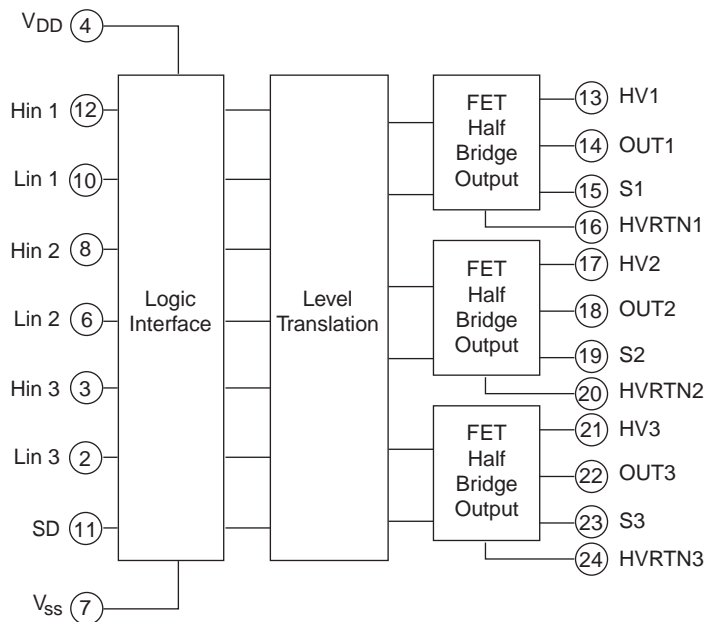 VDD 4
Hin 1 12
Lin 1 10
Hin 2 8
Lin 2 6
Hin 3 3
Lin 3 2
SD 11
Vss 7
Logic
Interface
Level
Translation
FET
Half
Bridge
Output
13 HV1
14 OUT1
15 S1
16 HVRTN1
FET
Half
Bridge
Output
17 HV2
18 OUT2
19 S2
20 HVRTN2
FET
Half
Bridge
Output
21 HV3
22 OUT3
23 S3
24 HVRTN3